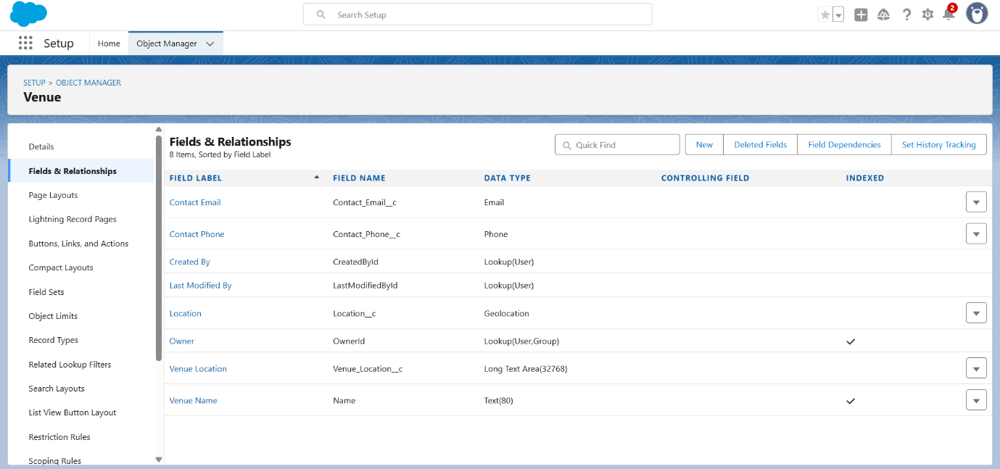 Search Setup
2
Setup
Home
Object Manager
SETUP > OBJECT MANAGER
Venue
Details
Fields & Relationships
Page Layouts
Lightning Record Pages
Buttons, Links, and Actions
Compact Layouts
Field Sets
Object Limits
Record Types
Related Lookup Filters
Search Layouts
List View Button Layout
Restriction Rules
Scoping Rules
Fields & Relationships
8 Items, Sorted by Field Label
Quick Find
New
Deleted Fields
Field Dependencies
Set History Tracking
FIELD LABEL FIELD NAME DATA TYPE CONTROLLING FIELD INDEXED
Contact Email Contact_Email__c Email
Contact Phone Contact_Phone__c Phone
Created By CreatedById Lookup(User)
Last Modified By LastModifiedById Lookup(User)
Location Location__c Geolocation
Owner OwnerId Lookup(User,Group)
Venue Location Venue_Location__c Long Text Area(32768)
Venue Name Name Text(80)